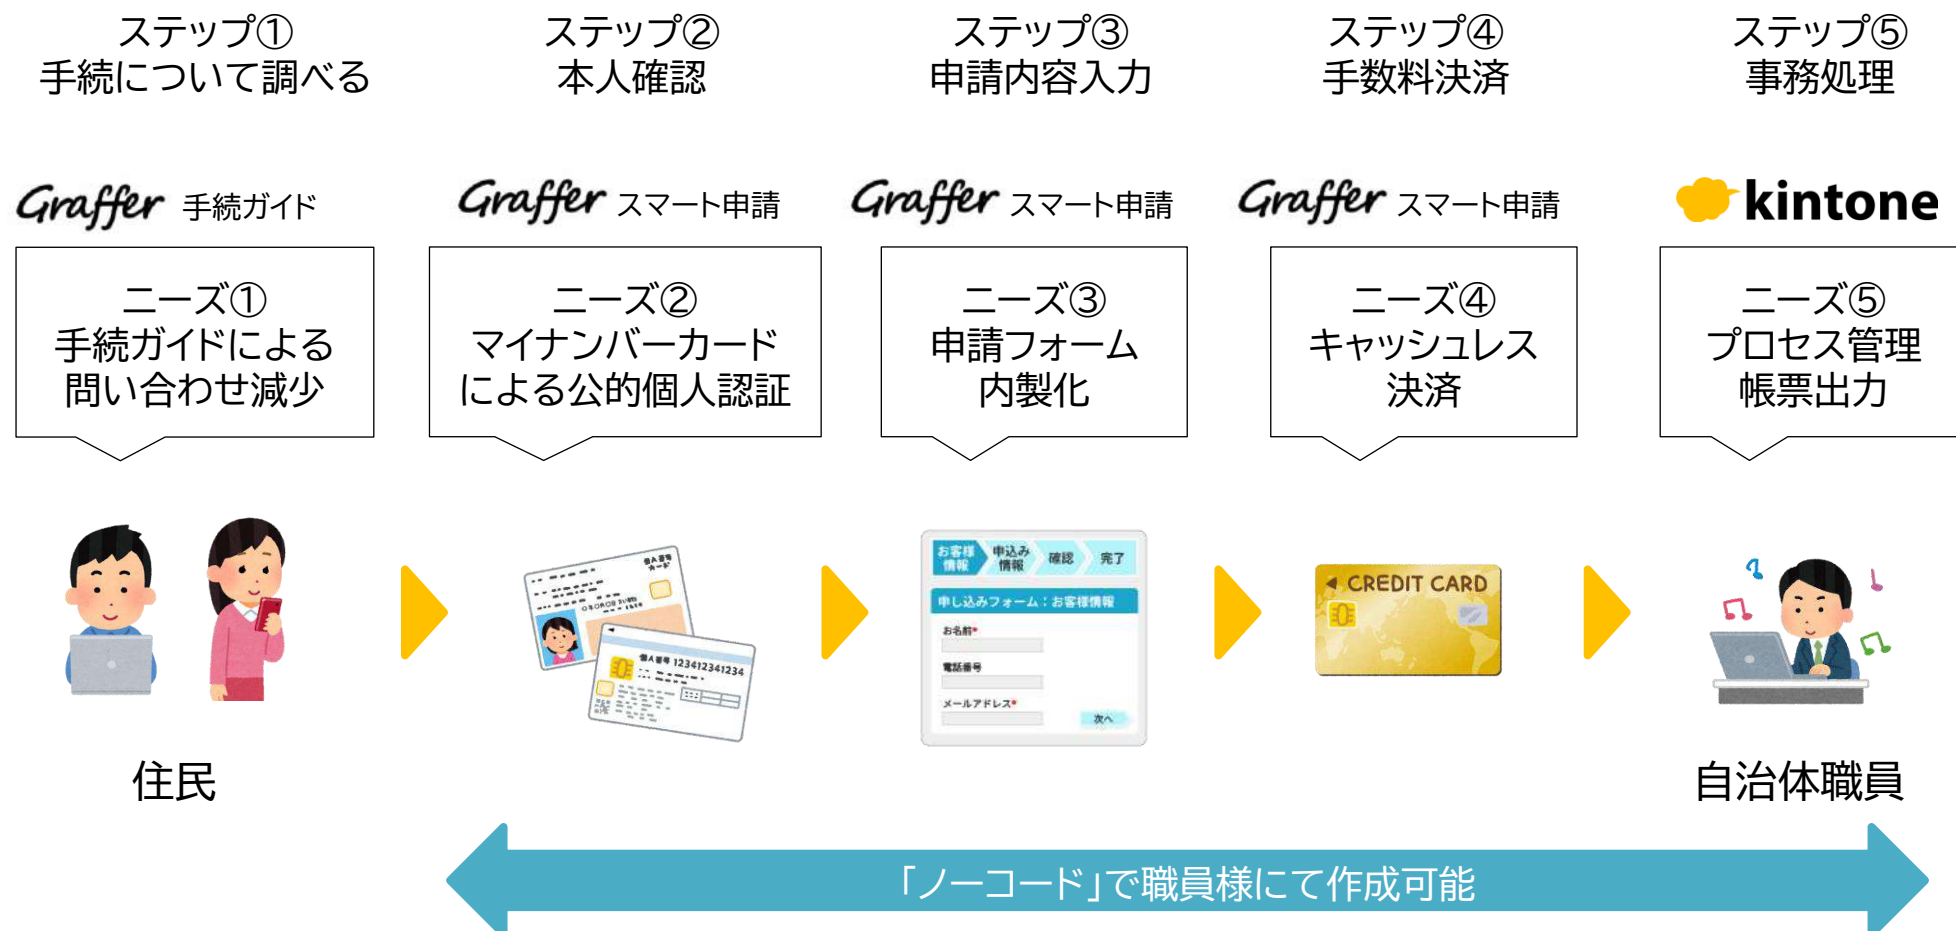 ステップ①
手続について調べる
ステップ②
本人確認
ステップ③
申請内容入力
ステップ④
手数料決済
ステップ⑤
事務処理
Graffer 手続ガイド
Graffer スマート申請
Graffer スマート申請
Graffer スマート申請
kintone
ニーズ①
手続ガイドによる
問い合わせ減少
ニーズ②
マイナンバーカード
による公的個人認証
ニーズ③
申請フォーム
内製化
ニーズ④
キャッシュレス
決済
ニーズ⑤
プロセス管理
帳票出力
個人番号
カード
個人番号 123412341234
お客様
情報
申込み
情報
確認
完了
申し込みフォーム：お客様情報
お名前*
電話番号
メールアドレス*
次へ
CREDIT CARD
住民
自治体職員
「ノーコード」で職員様にて作成可能